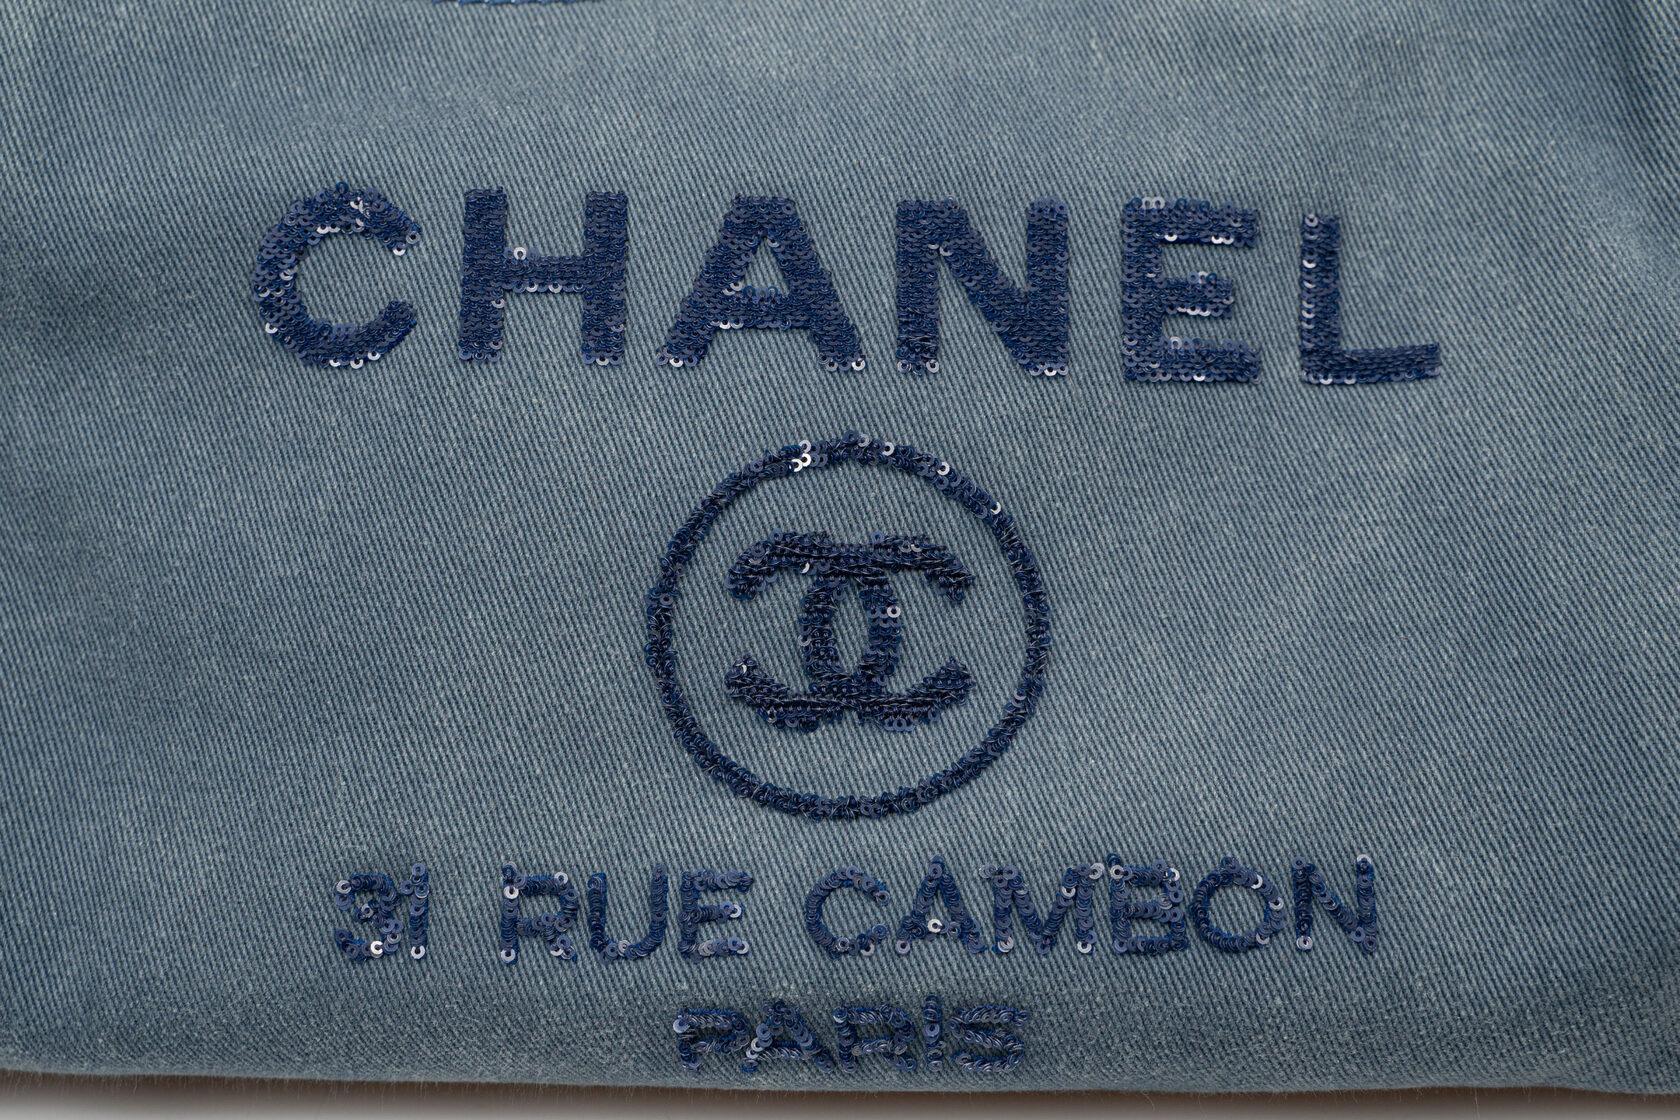 CHANEL
31 RUE CAMBON
PARIS